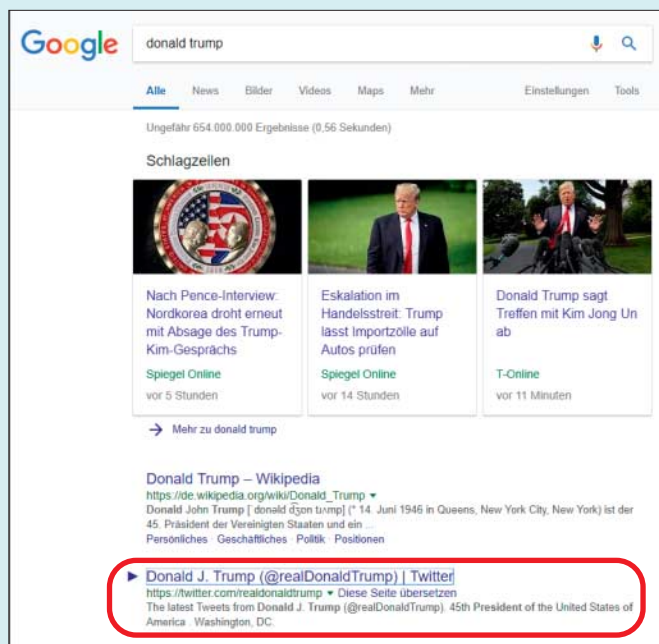 Google
donald trump
Alle News Bilder Videos Maps Mehr Einstellungen Tools
Ungefähr 654.000.000 Ergebnisse (0,56 Sekunden)
Schlagzeilen
Nach Pence-Interview:
Nordkorea droht erneut
mit Absage des Trump-
Kim-Gesprächs
Spiegel Online
vor 5 Stunden
Eskalation im
Handelsstreit: Trump
lässt Importzölle auf
Autos prüfen
Spiegel Online
vor 14 Stunden
Donald Trump sagt
Treffen mit Kim Jong Un
ab
T-Online
vor 11 Minuten
→ Mehr zu donald trump
Donald Trump – Wikipedia
https://de.wikipedia.org/wiki/Donald_Trump ▾
Donald John Trump (* 14. Juni 1946 in Queens, New York City, New York) ist der
45. Präsident der Vereinigten Staaten und ein ...
Persönliches · Geschäftliches · Politik · Positionen
► Donald J. Trump (@realDonaldTrump) | Twitter
https://twitter.com/realdonaldtrump ▾ Diese Seite übersetzen
The latest Tweets from Donald J. Trump (@realDonaldTrump). 45th President of the United States of
America . Washington, DC.